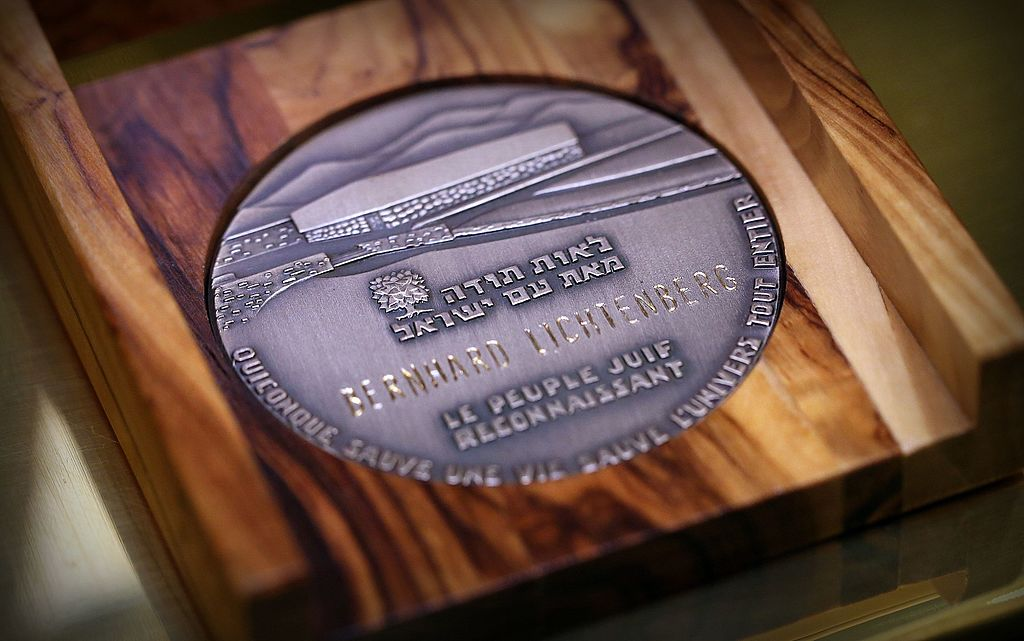 לאות תודה
מאת עם ישראל
BERNHARD LICHTENBERG
LE PEUPLE JUIF
RECONNAISSANT
QUICONQUE SAUVE UNE VIE SAUVE L'UNIVERS TOUT ENTIER